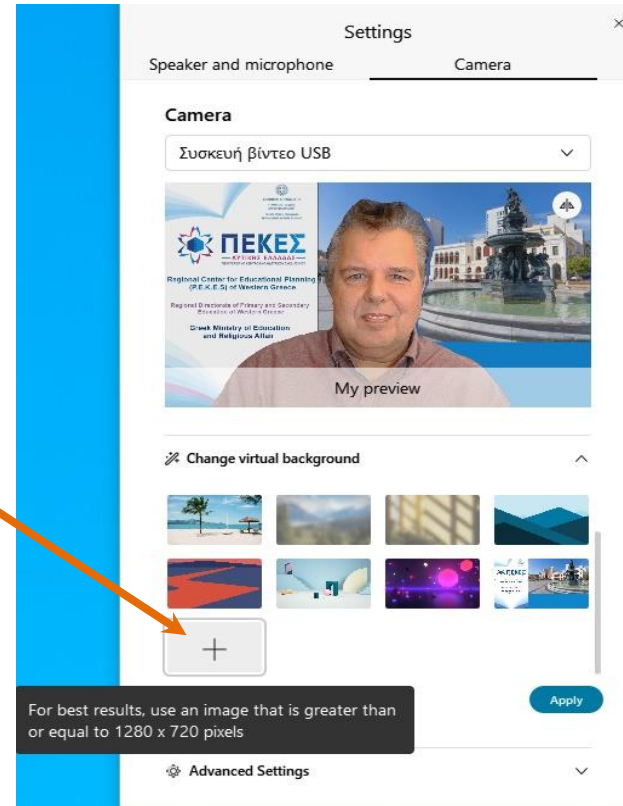 Settings
Speaker and microphone
Camera
Camera
Συσκευή βίντεο USB
ΠΕΚΕΣ
Regional Center for Educational Planning
(P.E.K.E.S) of Western Greece
Regional Directorate of Primary and Secondary
Education of Western Greece
Greek Ministry of Education
and Religious Affair
My preview
Change virtual background
Apply
For best results, use an image that is greater than
or equal to 1280 x 720 pixels
Advanced Settings